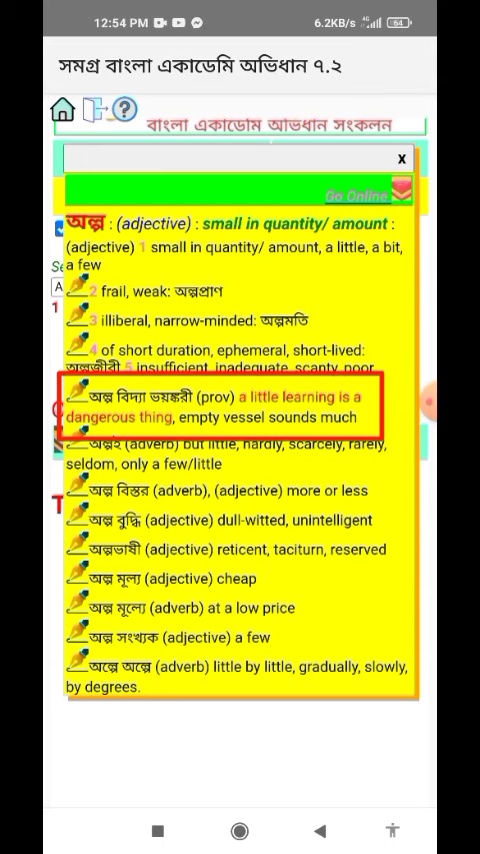 12:54 PM
6.2KB/s 64
সমগ্র বাংলা একাডেমি অভিধান ৭.২
বাংলা একাডেমি অভিধান সংকলন
x
Go Online
অল্প : (adjective) : small in quantity/ amount :
(adjective) 1 small in quantity/ amount, a little, a bit,
a few
2 frail, weak: অল্পপ্রাণ
3 illiberal, narrow-minded: অল্পমতি
4 of short duration, ephemeral, short-lived:
অল্পজীবী 5 insufficient, inadequate, scanty, poor
অল্প বিদ্যা ভয়ঙ্করী (prov) a little learning is a
dangerous thing, empty vessel sounds much
অল্পই (adverb) but little, hardly, scarcely, rarely,
seldom, only a few/little
অল্প বিস্তর (adverb), (adjective) more or less
অল্প বুদ্ধি (adjective) dull-witted, unintelligent
অল্পভাষী (adjective) reticent, taciturn, reserved
অল্প মূল্য (adjective) cheap
অল্প মূল্যে (adverb) at a low price
অল্প সংখ্যক (adjective) a few
অল্পে অল্পে (adverb) little by little, gradually, slowly,
by degrees.